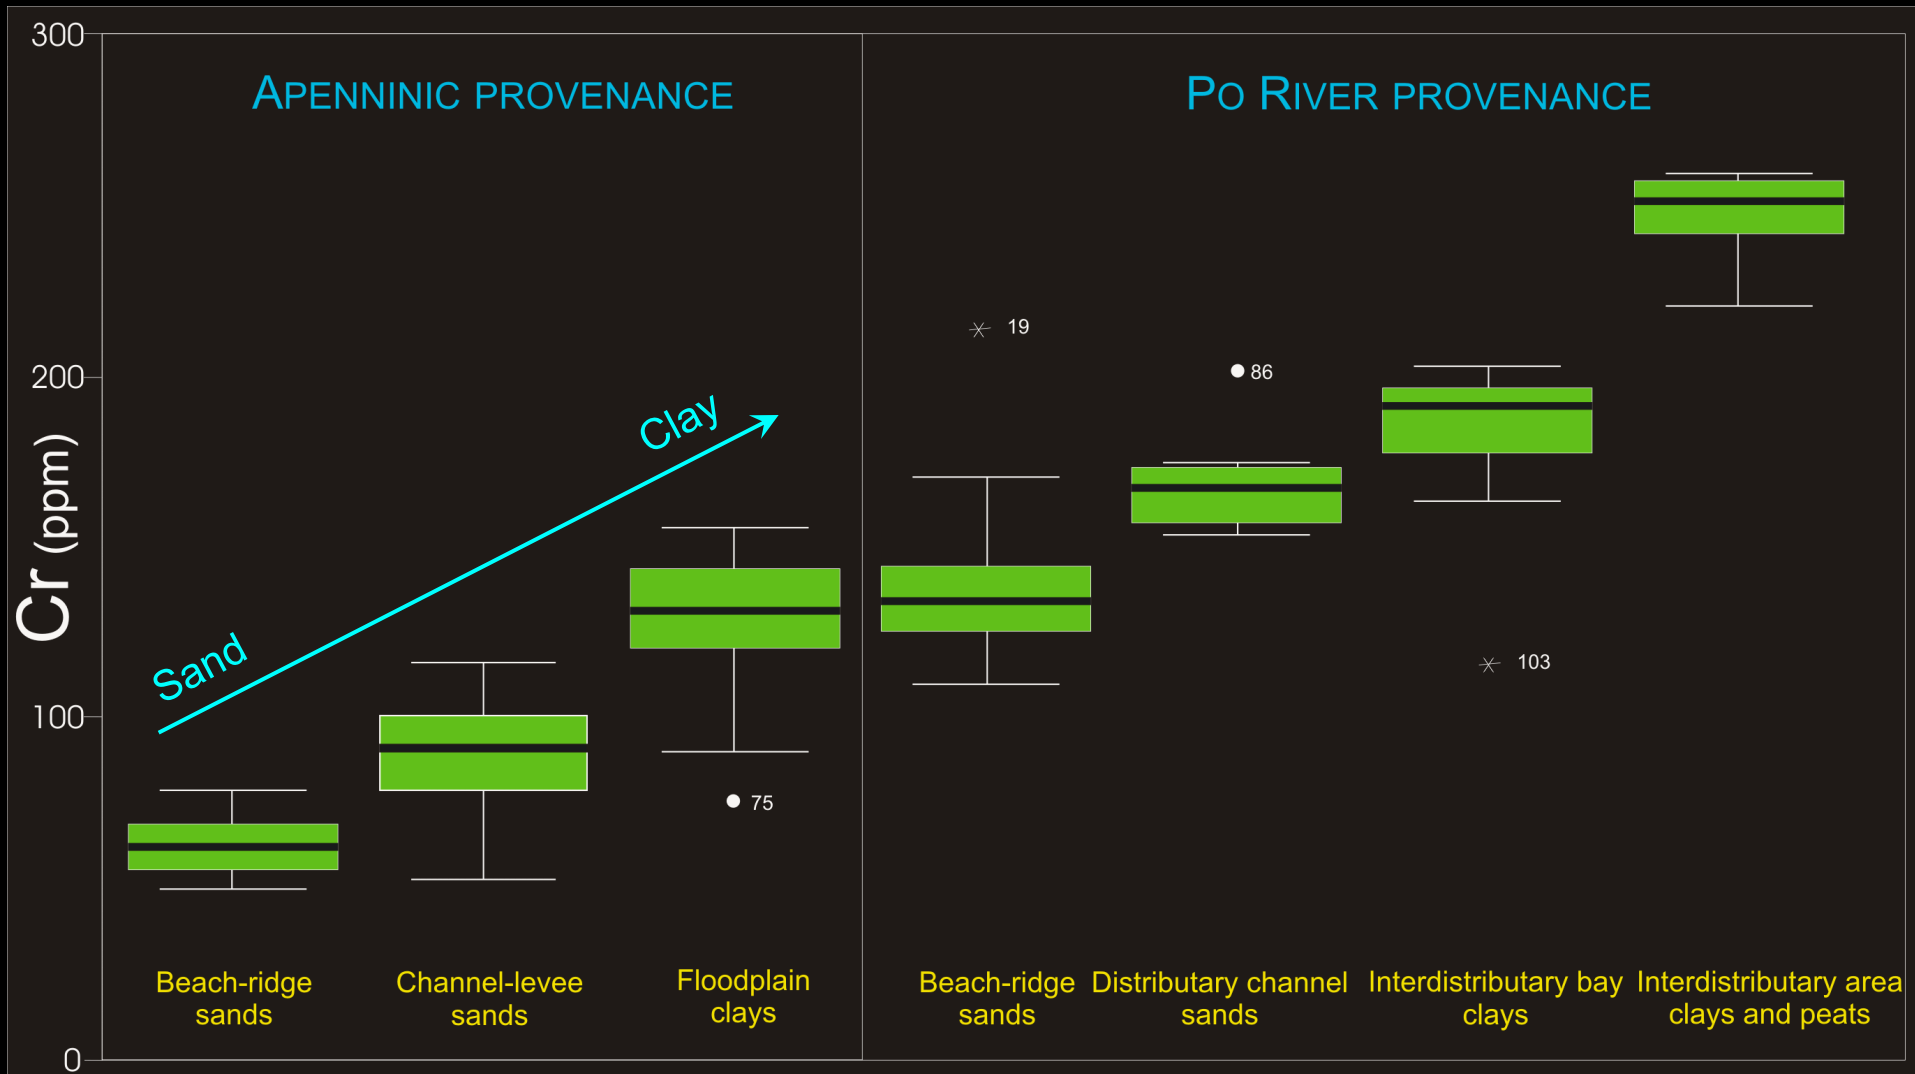 300
APENNINIC PROVENANCE
PO RIVER PROVENANCE
19
200
86
Clay
Cr (ppm)
Sand
103
100
75
Beach-ridge
sands
Channel-levee
sands
Floodplain
clays
Beach-ridge
sands
Distributary channel
sands
Interdistributary bay
clays
Interdistributary area
clays and peats
0